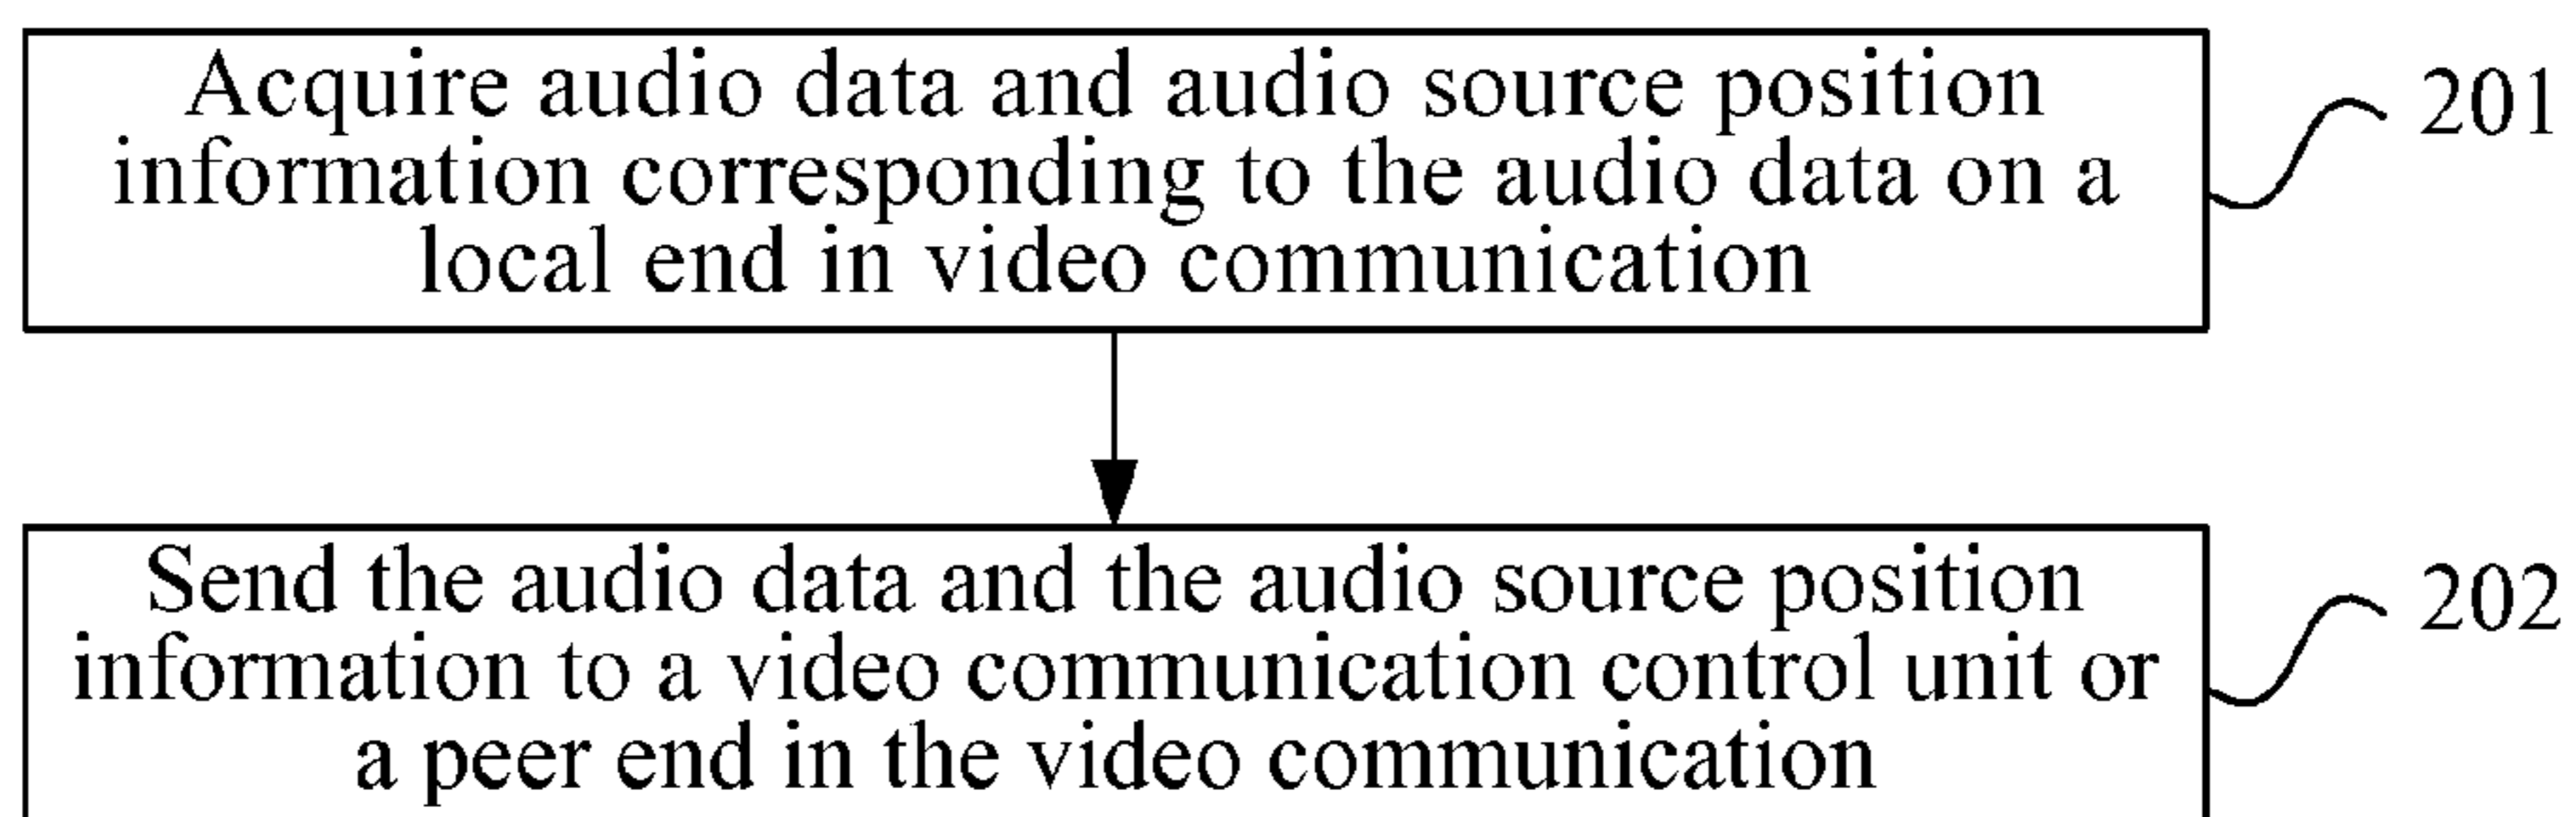 Acquire audio data and audio source position
information corresponding to the audio data on a
local end in video communication
201
Send the audio data and the audio source position
information to a video communication control unit or
a peer end in the video communication
202